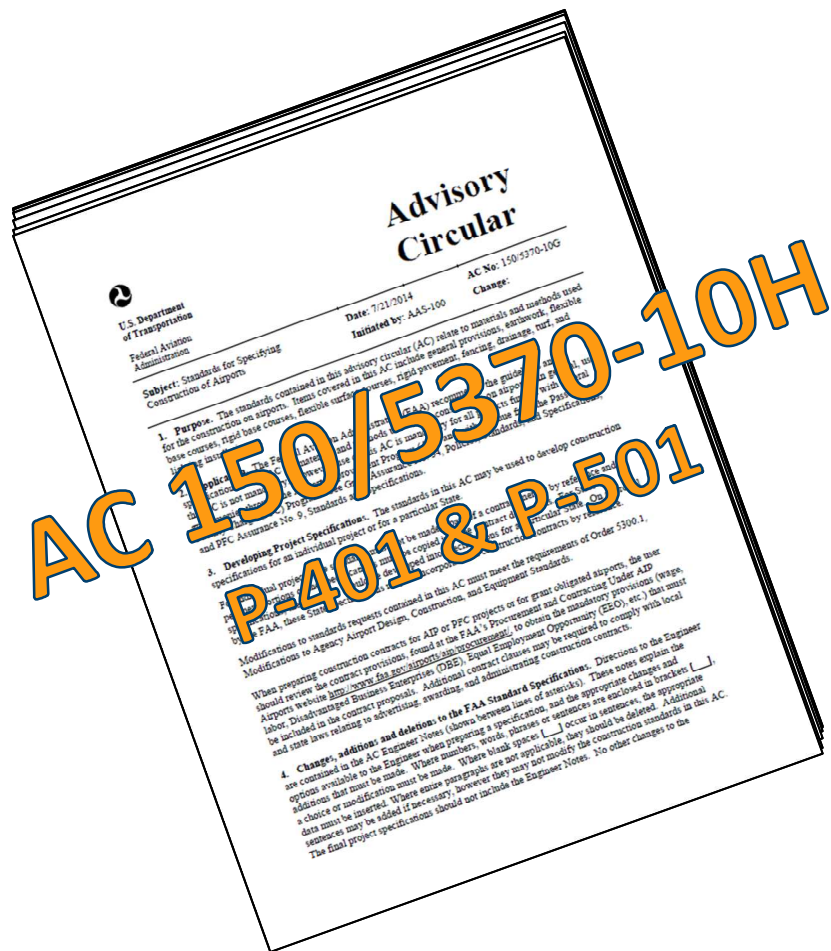 Advisory
Circular
U.S. Department
of Transportation
Federal Aviation
Administration
Date: 7/21/2014
Initiated by: AAS-100
AC No: 150/5370-10G
Change:
Subject: Standards for Specifying
Construction of Airports
AC 150/5370-10H
P-401 & P-501
1. Purpose. The standards contained in this advisory circular (AC) relate to materials and methods used
for the construction on airports. Items covered in this AC include general provisions, earthwork, flexible
base courses, rigid base courses, flexible surface courses, rigid pavement, fencing, drainage, turf, and
and PFC Assurance No. 9, Standards and Specifications.
3. Developing Project Specifications. The standards in this AC may be used to develop construction
specifications for an individual project or for a particular State.
Modifications to standards requests contained in this AC must meet the requirements of Order 5300.1,
Modifications to Agency Airport Design, Construction, and Equipment Standards.
When preparing construction contracts for AIP or PFC projects or for grant obligated airports, the user
should review the contract provisions, found at the FAA's Procurement and Contracting Under AIP
Airports website http://www.faa.gov/airports/aip/procurement/, to obtain the mandatory provisions (wage,
labor, Disadvantaged Business Enterprises (DBE), Equal Employment Opportunity (EEO), etc.) that must
be included in the contract proposals. Additional contract clauses may be required to comply with local
and state laws relating to advertising, awarding, and administrating construction contracts.
4. Changes, additions and deletions to the FAA Standard Specifications. Directions to the Engineer
are contained in the AC Engineer Notes (shown between lines of asterisks). These notes explain the
options available to the Engineer when preparing a specification, and the appropriate changes and
additions that must be made. Where numbers, words, phrases or sentences are enclosed in brackets [___],
a choice or modification must be made. Where blank spaces [___] occur in sentences, the appropriate
data must be inserted. Where entire paragraphs are not applicable, they should be deleted. Additional
sentences may be added if necessary, however they may not modify the construction standards in this AC.
The final project specifications should not include the Engineer Notes. No other changes to the